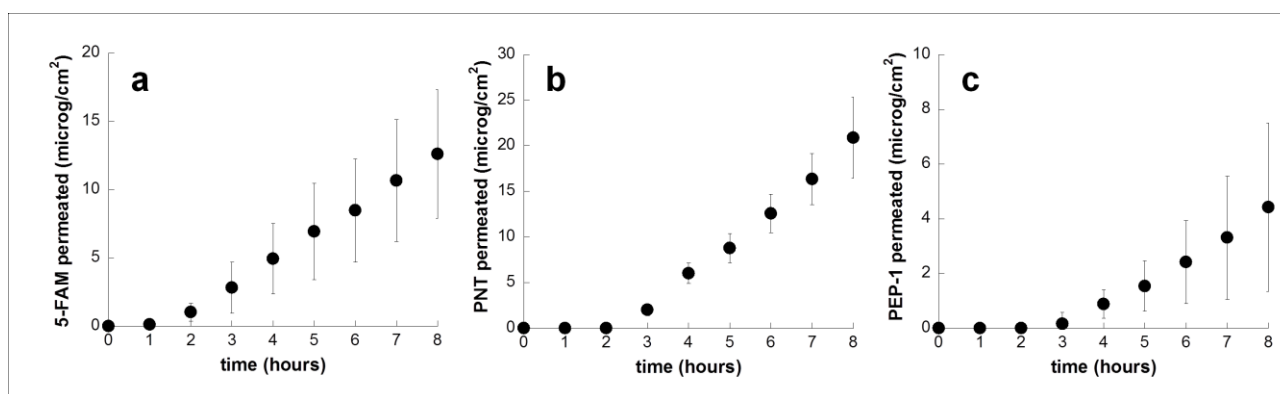 a
5-FAM permeated (microg/cm²)
20
15
10
5
0
0 1 2 3 4 5 6 7 8
time (hours)
b
PNT permeated (microg/cm²)
30
25
20
15
10
5
0
0 1 2 3 4 5 6 7 8
time (hours)
c
PEP-1 permeated (microg/cm²)
10
8
6
4
2
0
0 1 2 3 4 5 6 7 8
time (hours)